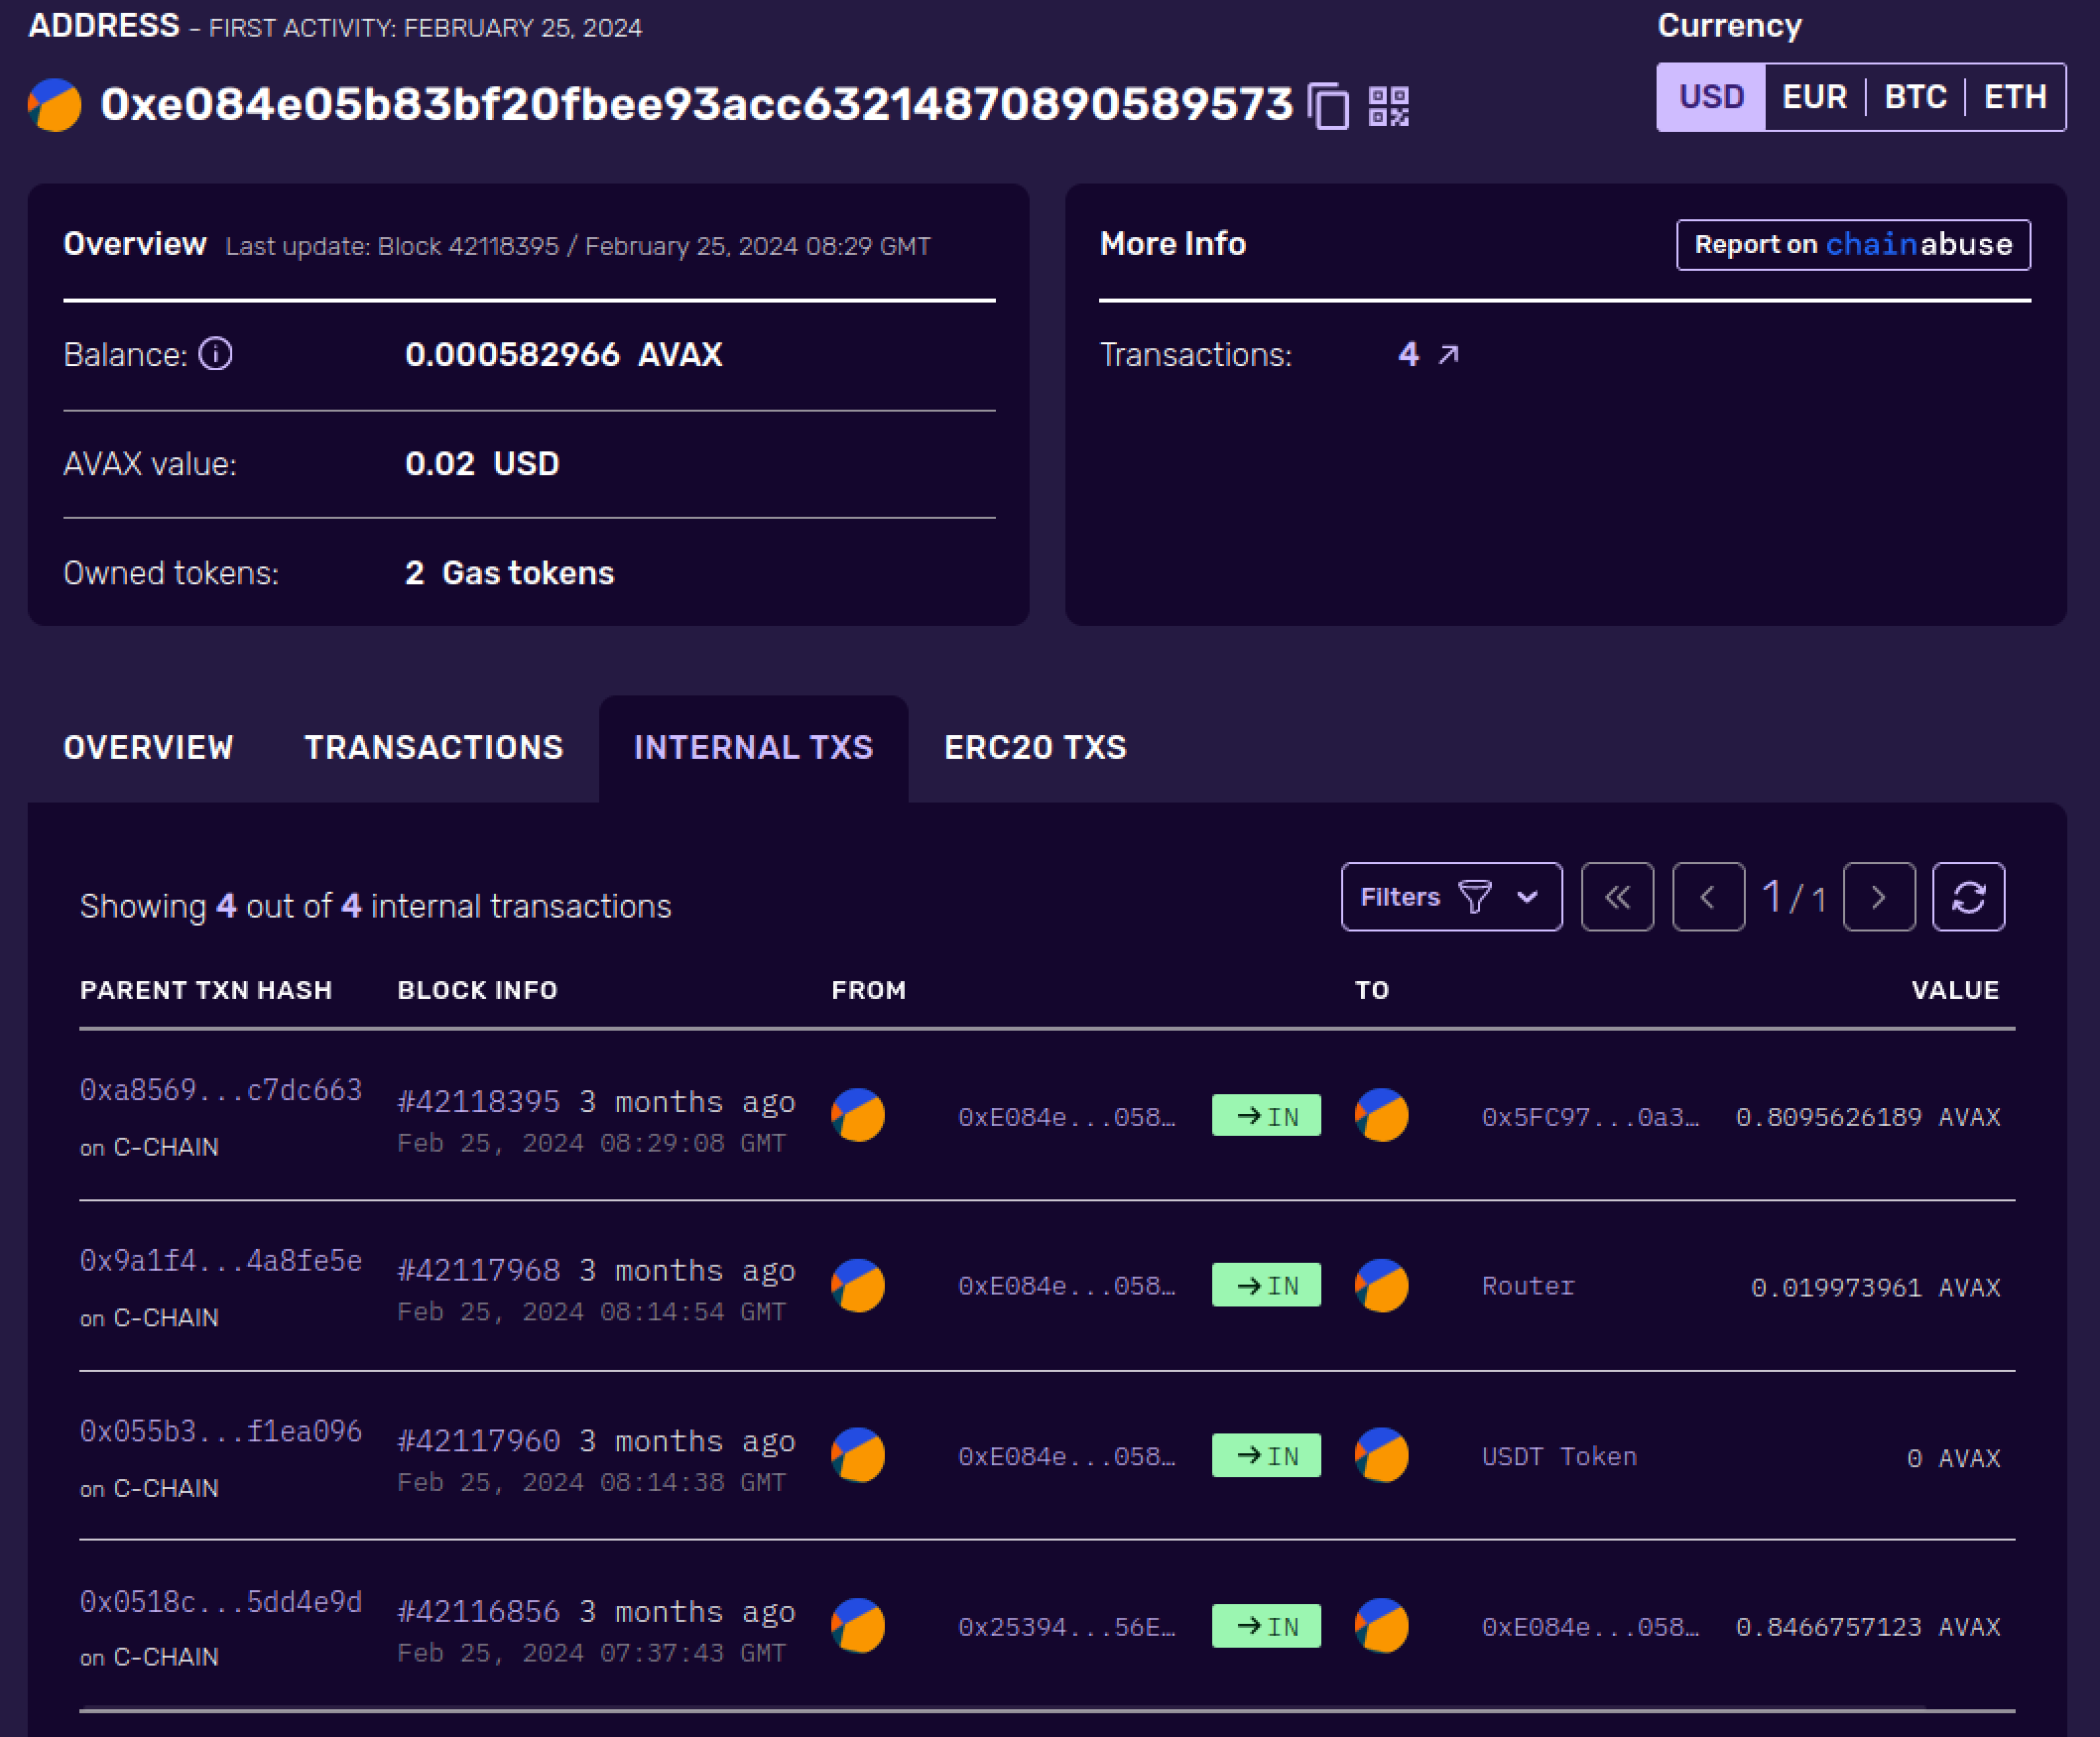 ADDRESS - FIRST ACTIVITY: FEBRUARY 25, 2024
Currency
0xe084e05b83bf20fbee93acc63214870890589573
USD EUR BTC ETH
Overview Last update: Block 42118395 / February 25, 2024 08:29 GMT
Balance: 0.000582966 AVAX
AVAX value: 0.02 USD
Owned tokens: 2 Gas tokens
More Info
Report on chainabuse
Transactions: 4
OVERVIEW TRANSACTIONS INTERNAL TXS ERC20 TXS
Showing 4 out of 4 internal transactions
Filters 1 / 1
PARENT TXN HASH BLOCK INFO FROM TO VALUE
0xa8569...c7dc663 #42118395 3 months ago 0xE084e...058… →IN 0x5FC97...0a3… 0.8095626189 AVAX
on C-CHAIN Feb 25, 2024 08:29:08 GMT
0x9a1f4...4a8fe5e #42117968 3 months ago 0xE084e...058… →IN Router 0.019973961 AVAX
on C-CHAIN Feb 25, 2024 08:14:54 GMT
0x055b3...f1ea096 #42117960 3 months ago 0xE084e...058… →IN USDT Token 0 AVAX
on C-CHAIN Feb 25, 2024 08:14:38 GMT
0x0518c...5dd4e9d #42116856 3 months ago 0x25394...56E… →IN 0xE084e...058… 0.8466757123 AVAX
on C-CHAIN Feb 25, 2024 07:37:43 GMT